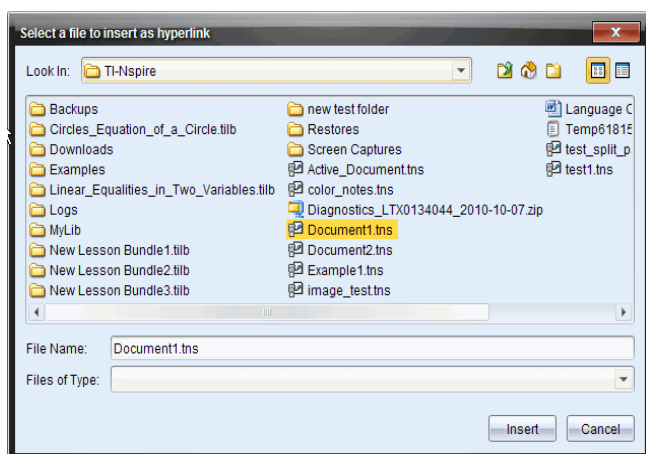 Select a file to insert as hyperlink
Look In: TI-Nspire
Backups
Circles_Equation_of_a_Circle.tilb
Downloads
Examples
Linear_Equalities_in_Two_Variables.tilb
Logs
MyLib
New Lesson Bundle1.tilb
New Lesson Bundle2.tilb
New Lesson Bundle3.tilb
new test folder
Restores
Screen Captures
Active_Document.tns
color_notes.tns
Diagnostics_LTX0134044_2010-10-07.zip
Document1.tns
Document2.tns
Example1.tns
image_test.tns
Language C
Temp61815
test_split_p
test1.tns
File Name: Document1.tns
Files of Type:
Insert Cancel